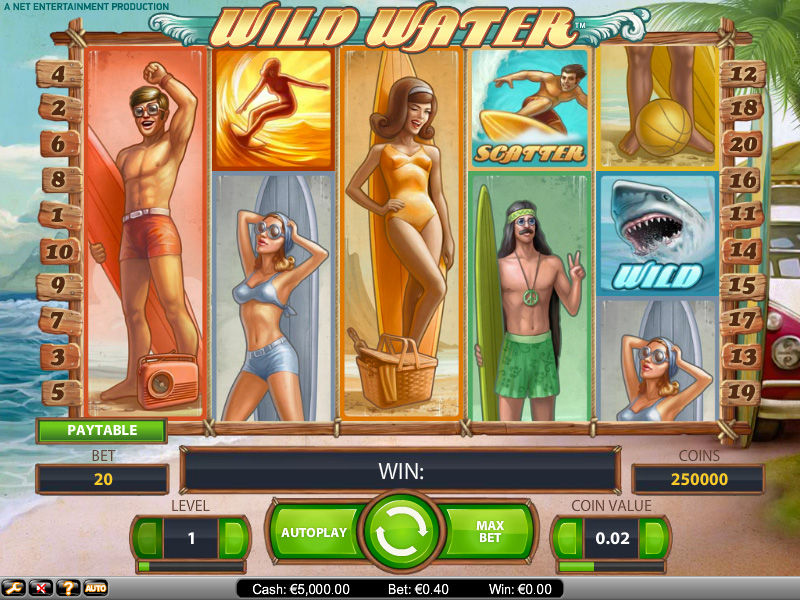 A NET ENTERTAINMENT PRODUCTION
WILD WATER™
4
2
6
8
1
10
9
7
3
5
SCATTER
WILD
12
18
20
16
11
14
15
17
13
19
PAYTABLE
BET
20
WIN:
COINS
250000
LEVEL
1
AUTOPLAY
MAX
BET
COIN VALUE
0.02
AUTO
Cash: €5,000.00 Bet: €0.40 Win: €0.00